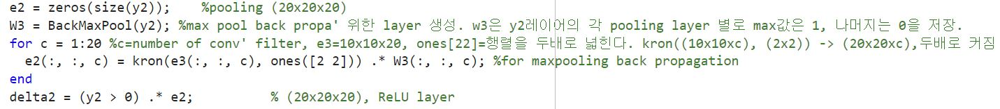 e2 = zeros(size(y2));    %pooling (20x20x20)
W3 = BackMaxPool(y2); %max pool back propa' 위한 layer 생성. w3은 y2레이어의 각 pooling layer 별로 max값은 1, 나머지는 0을 저장.
for c = 1:20 %c=number of conv' filter, e3=10x10x20, ones[22]=행렬을 두배로 넓힌다. kron((10x10xc), (2x2)) -> (20x20xc),두배로 커짐
  e2(:, :, c) = kron(e3(:, :, c), ones([2 2])) .* W3(:, :, c); %for maxpooling back propagation
end
delta2 = (y2 > 0) .* e2;          % (20x20x20), ReLU layer